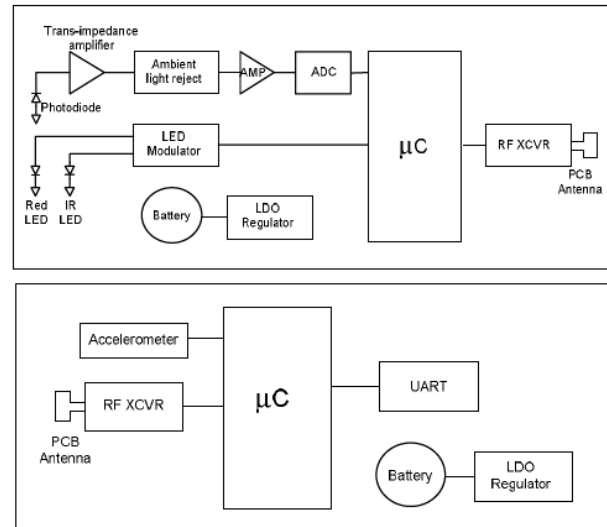 Trans-impedance
amplifier
Ambient
light reject
AMP
ADC
Photodiode
LED
Modulator
μC
RF XCVR
PCB
Antenna
Red
LED
IR
LED
Battery
LDO
Regulator
Accelerometer
μC
UART
RF XCVR
PCB
Antenna
Battery
LDO
Regulator